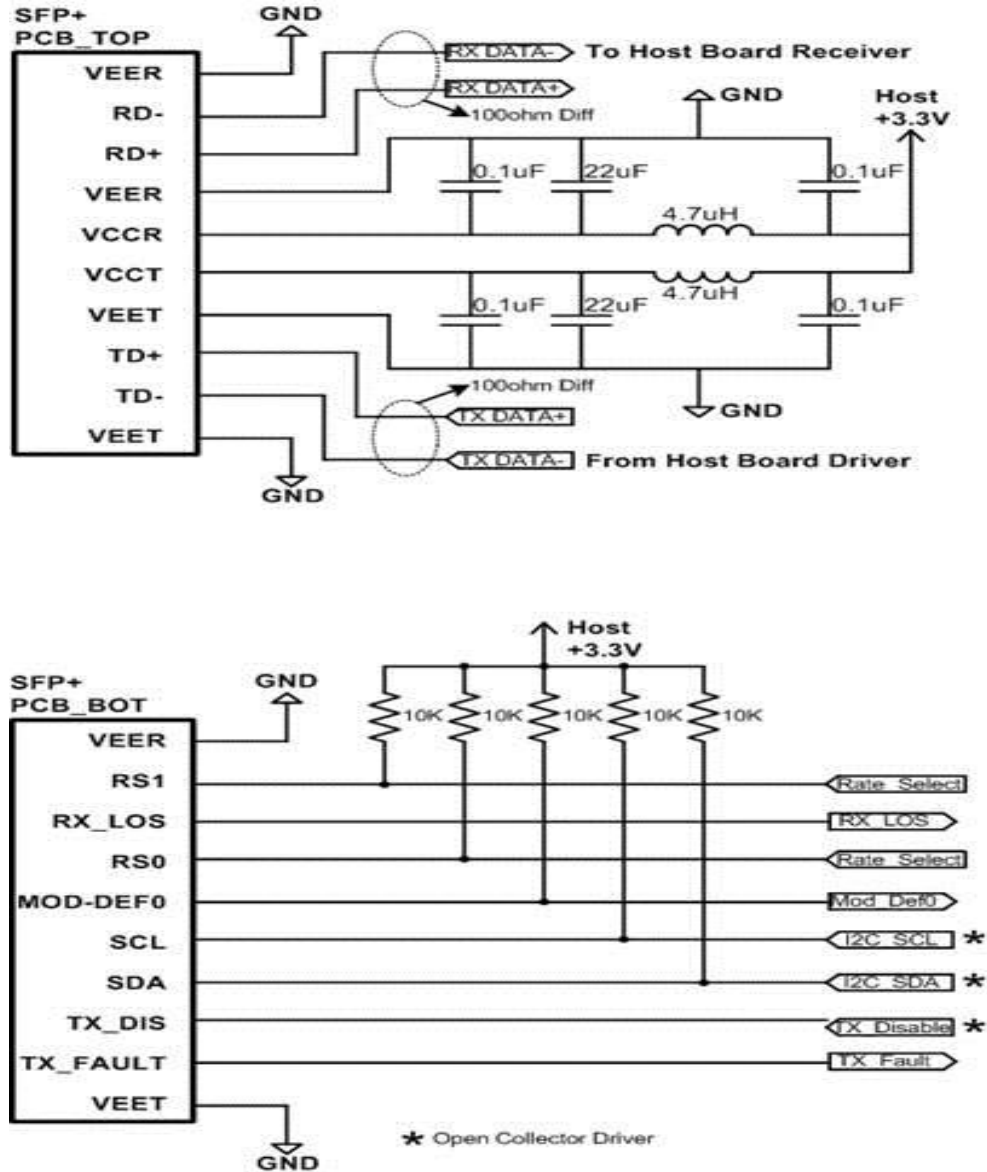 SFP+
PCB_TOP
GND
VEER
RD-
RD+
VEER
VCCR
VCCT
VEET
TD+
TD-
VEET
GND
RX DATA- To Host Board Receiver
RX DATA+
100ohm Diff
GND
Host
+3.3V
0.1uF 22uF 0.1uF
4.7uH
4.7uH
0.1uF 22uF 0.1uF
100ohm Diff
TX DATA+
GND
TX DATA- From Host Board Driver
Host
+3.3V
SFP+
PCB_BOT
GND
10K 10K 10K 10K 10K
VEER
RS1 Rate Select
RX_LOS RX LOS
RS0 Rate Select
MOD-DEF0 Mod Def0
SCL I2C SCL *
SDA I2C SDA *
TX_DIS TX Disable *
TX_FAULT TX Fault
VEET
GND
* Open Collector Driver